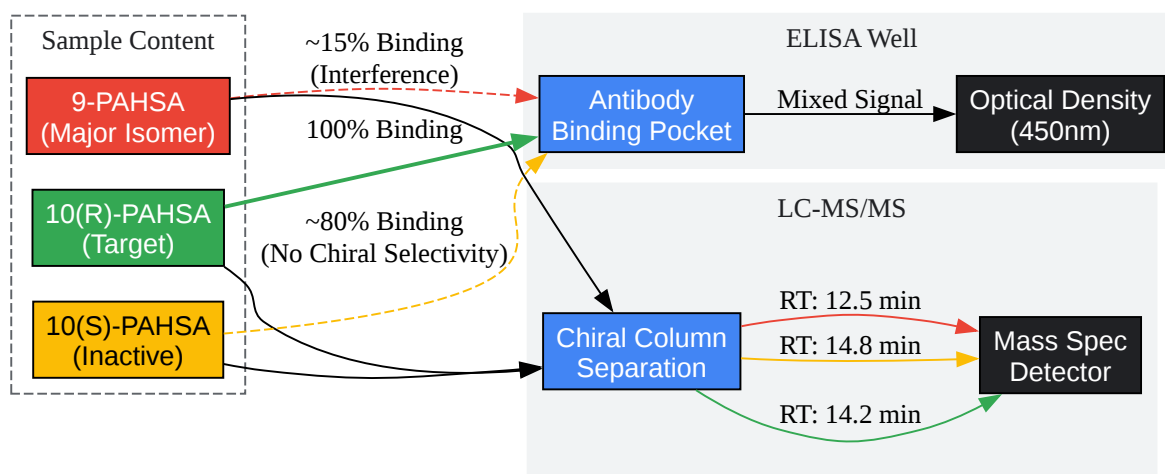 Sample Content
9-PAHSA
(Major Isomer)
10(R)-PAHSA
(Target)
10(S)-PAHSA
(Inactive)
~15% Binding
(Interference)
100% Binding
~80% Binding
(No Chiral Selectivity)
ELISA Well
Antibody
Binding Pocket
Mixed Signal
Optical Density
(450nm)
LC-MS/MS
Chiral Column
Separation
RT: 12.5 min
RT: 14.8 min
RT: 14.2 min
Mass Spec
Detector